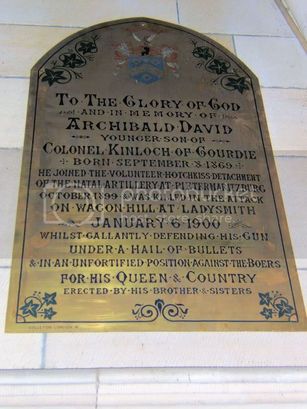 To The Glory of God
AND IN MEMORY OF
ARCHIBALD DAVID
YOUNGER SON OF
COLONEL KINLOCH OF GOURDIE
BORN SEPTEMBER 8 1869
HE JOINED THE VOLUNTEER HOTCHKISS DETACHMENT
OF THE NATAL ARTILLERY AT PIETERMARITZBURG
OCTOBER 1899 & WAS KILLED IN THE ATTACK
ON WAGON HILL AT LADYSMITH
JANUARY 6 1900
WHILST GALLANTLY DEFENDING HIS GUN
UNDER A HAIL OF BULLETS
& IN AN UNFORTIFIED POSITION AGAINST THE BOERS
FOR HIS QUEEN & COUNTRY
ERECTED BY HIS BROTHER & SISTERS